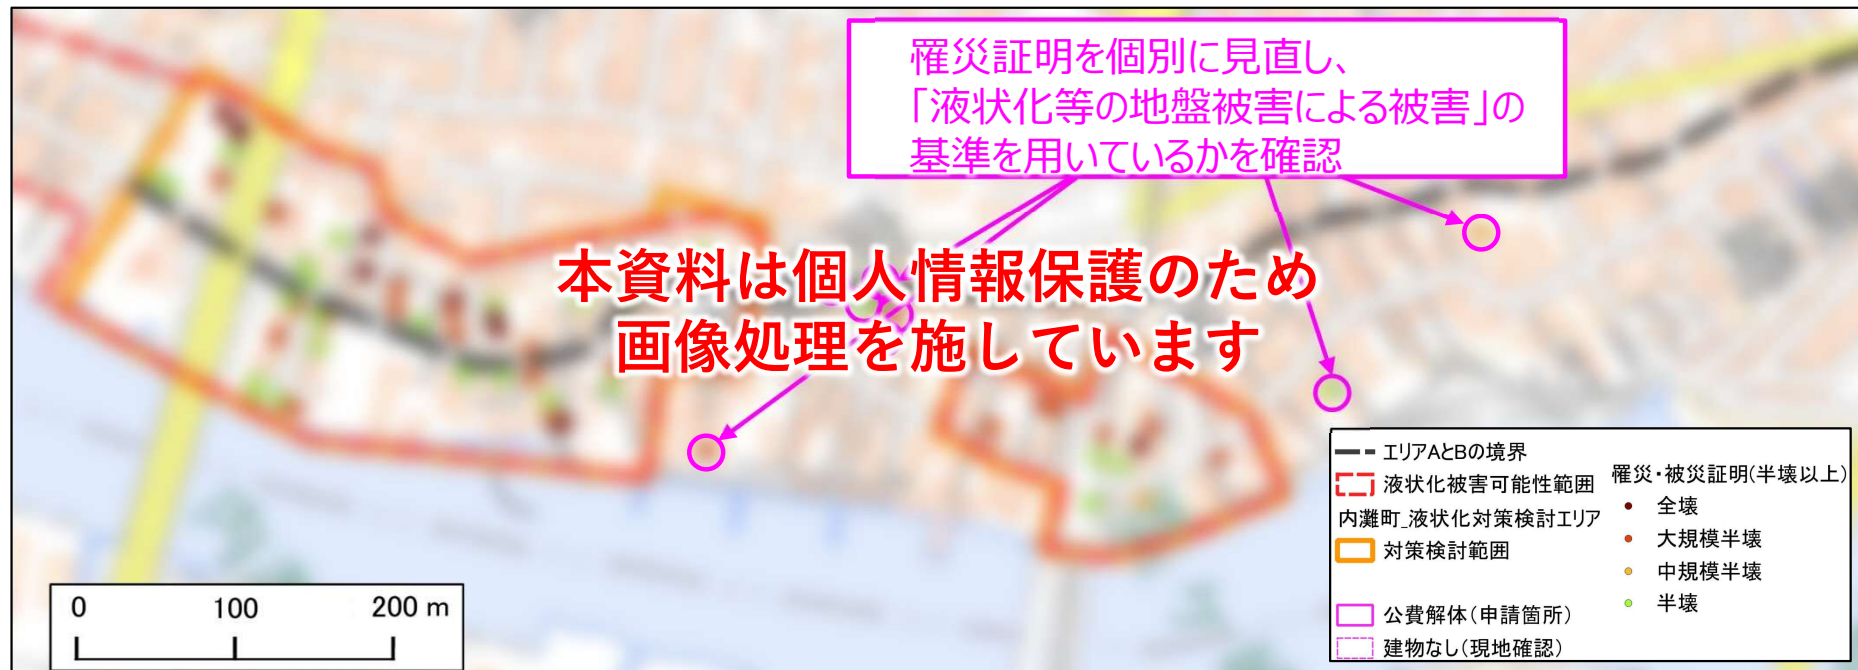 罹災証明を個別に見直し、
「液状化等の地盤被害による被害」の
基準を用いているかを確認
本資料は個人情報保護のため
画像処理を施しています
エリアAとBの境界
液状化被害可能性範囲
内灘町_液状化対策検討エリア
対策検討範囲
公費解体(申請箇所)
建物なし(現地確認)
罹災・被災証明(半壊以上)
全壊
大規模半壊
中規模半壊
半壊
0 100 200 m